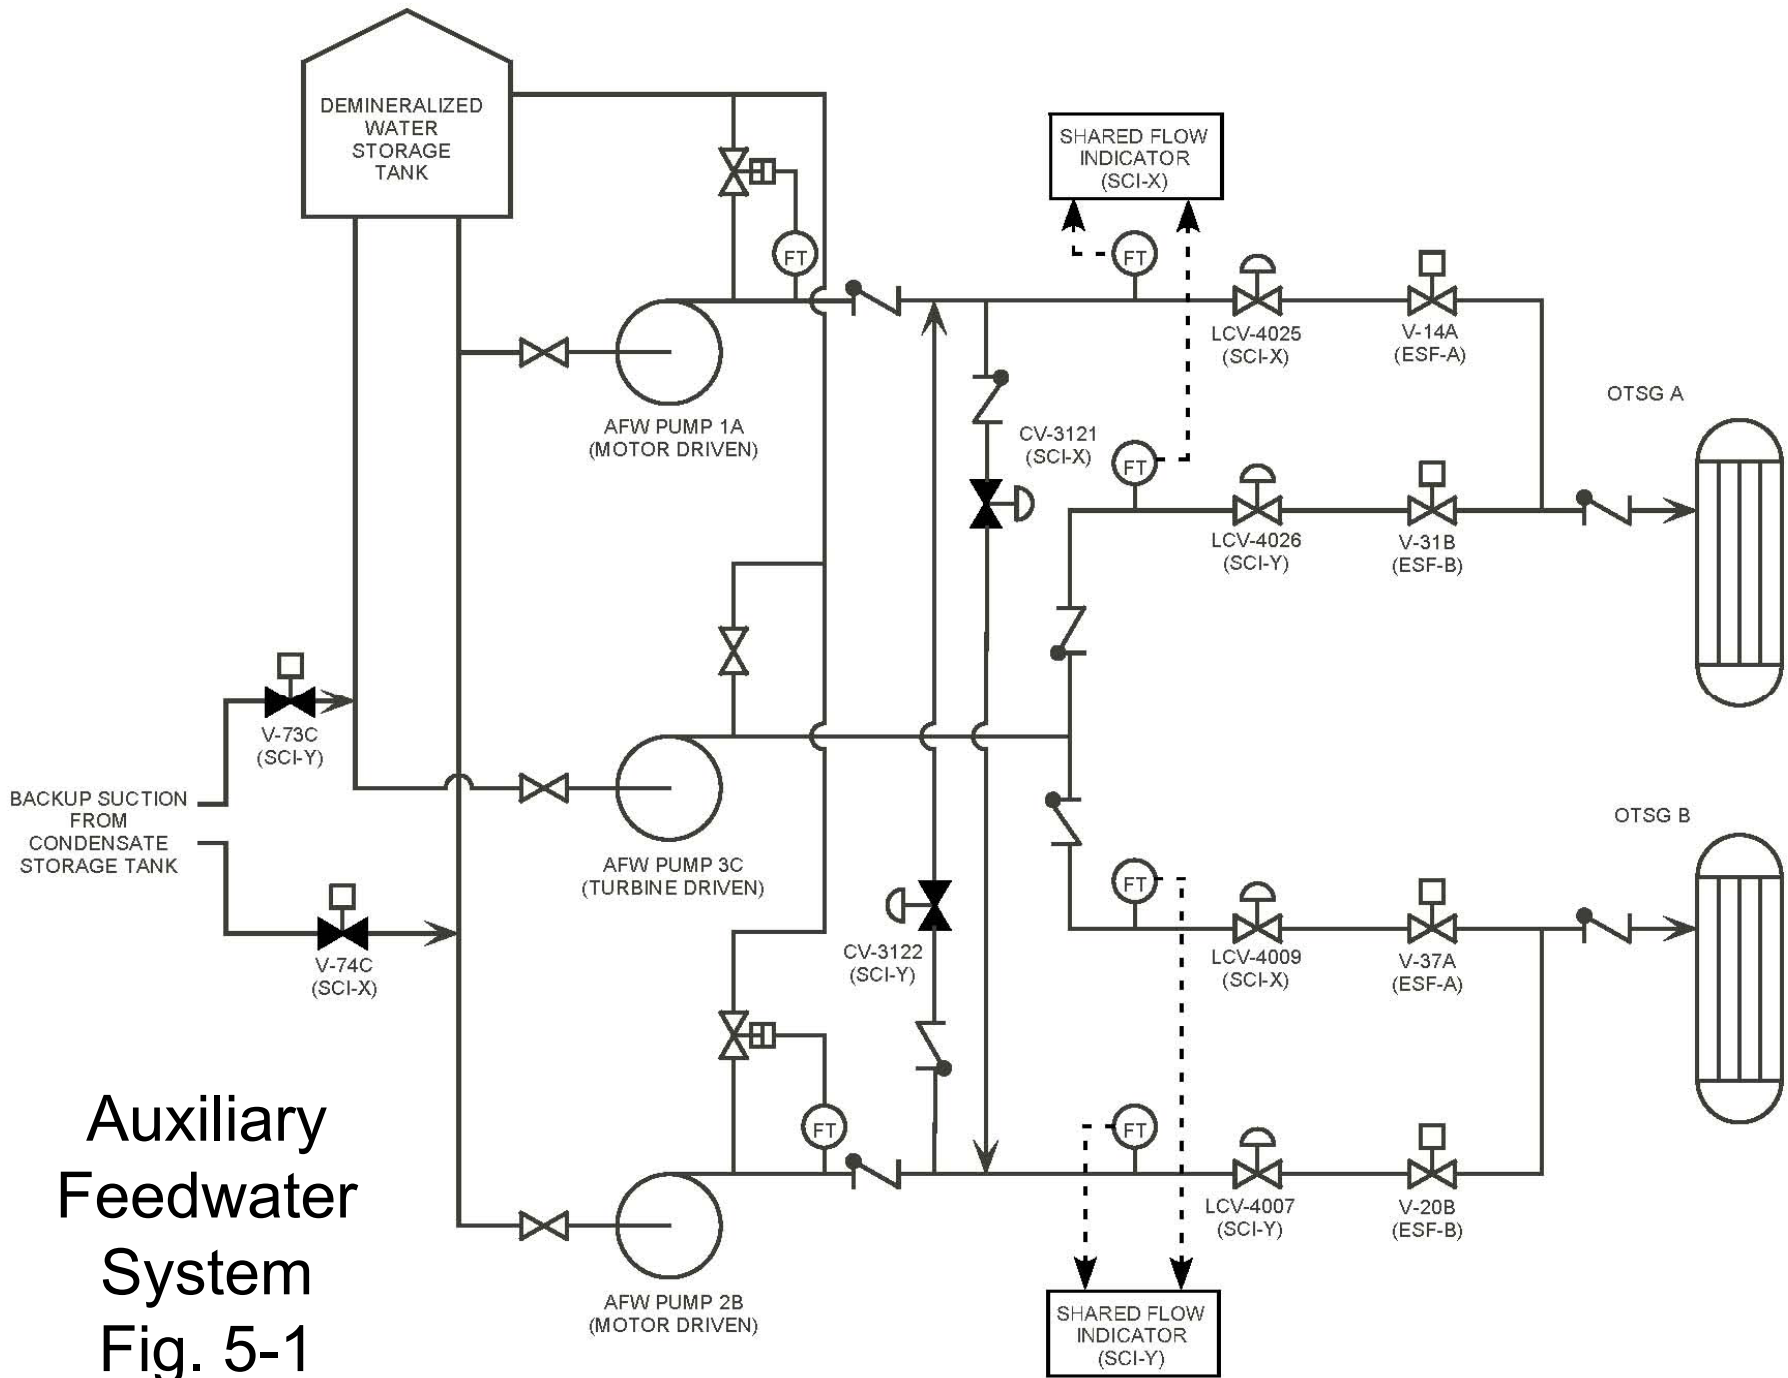 DEMINERALIZED
WATER
STORAGE
TANK
SHARED FLOW
INDICATOR
(SCI-X)
FT
FT
LCV-4025
(SCI-X)
V-14A
(ESF-A)
AFW PUMP 1A
(MOTOR DRIVEN)
OTSG A
CV-3121
(SCI-X)
FT
LCV-4026
(SCI-Y)
V-31B
(ESF-B)
V-73C
(SCI-Y)
BACKUP SUCTION
FROM
CONDENSATE
STORAGE TANK
AFW PUMP 3C
(TURBINE DRIVEN)
OTSG B
FT
V-74C
(SCI-X)
CV-3122
(SCI-Y)
LCV-4009
(SCI-X)
V-37A
(ESF-A)
FT
FT
LCV-4007
(SCI-Y)
V-20B
(ESF-B)
AFW PUMP 2B
(MOTOR DRIVEN)
SHARED FLOW
INDICATOR
(SCI-Y)
Auxiliary
Feedwater
System
Fig. 5-1